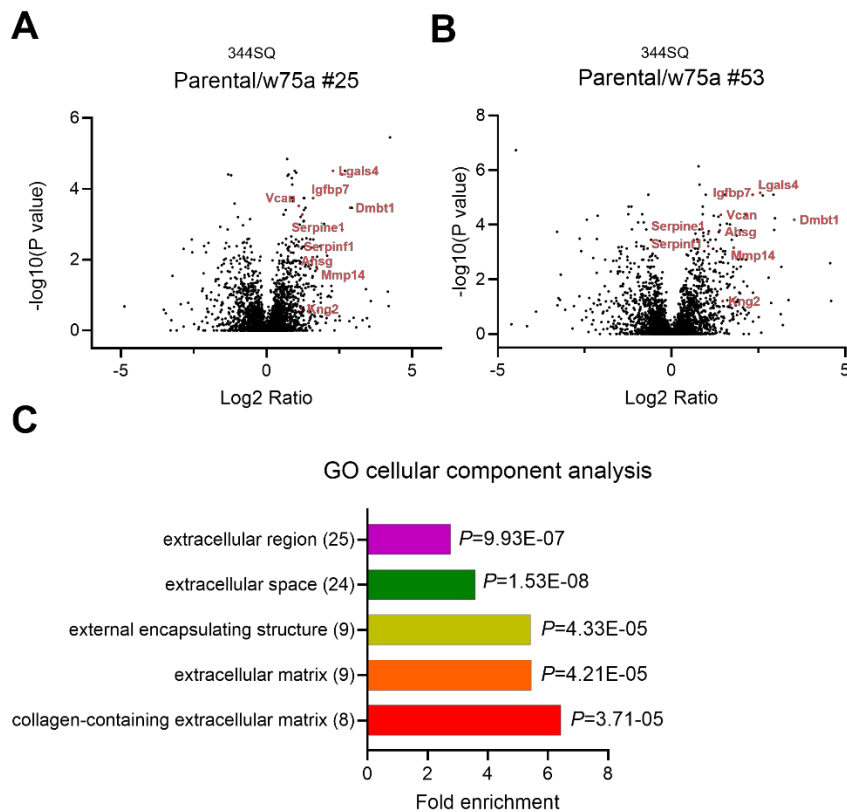 A
344SQ
Parental/w75a #25
6
4
2
0
-log10(P value)
-5
0
5
Log2 Ratio
Lgals4
Igfbp7
Vcan
Dmbt1
Serpine1
Serpinf1
Ahsg
Mmp14
Kng2
B
344SQ
Parental/w75a #53
8
6
4
2
0
-log10(P value)
-5
0
5
Log2 Ratio
Lgals4
Igfbp7
Vcan
Dmbt1
Serpine1
Ahsg
Serpinf1
Mmp14
Kng2
C
GO cellular component analysis
extracellular region (25)
P=9.93E-07
extracellular space (24)
P=1.53E-08
external encapsulating structure (9)
P=4.33E-05
extracellular matrix (9)
P=4.21E-05
collagen-containing extracellular matrix (8)
P=3.71-05
0 2 4 6 8
Fold enrichment